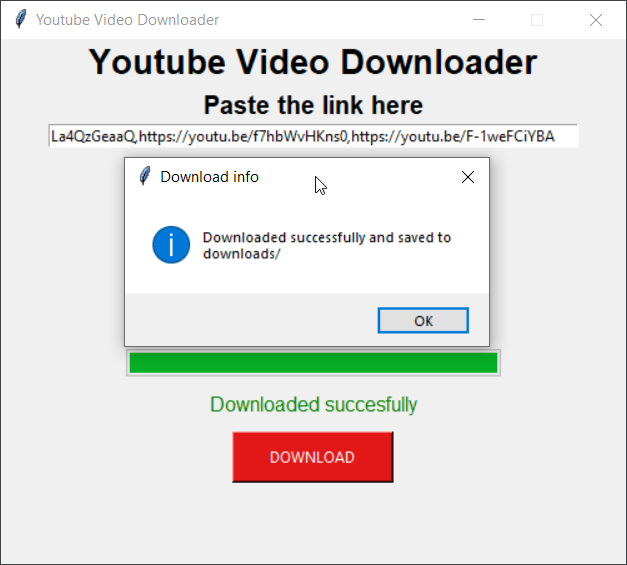 Youtube Video Downloader
Youtube Video Downloader
Paste the link here
La4QzGeaaQ,https://youtu.be/f7hbWvHKns0,https://youtu.be/F-1weFCiYBA
Download info
Downloaded successfully and saved to
downloads/
OK
Downloaded succesfully
DOWNLOAD